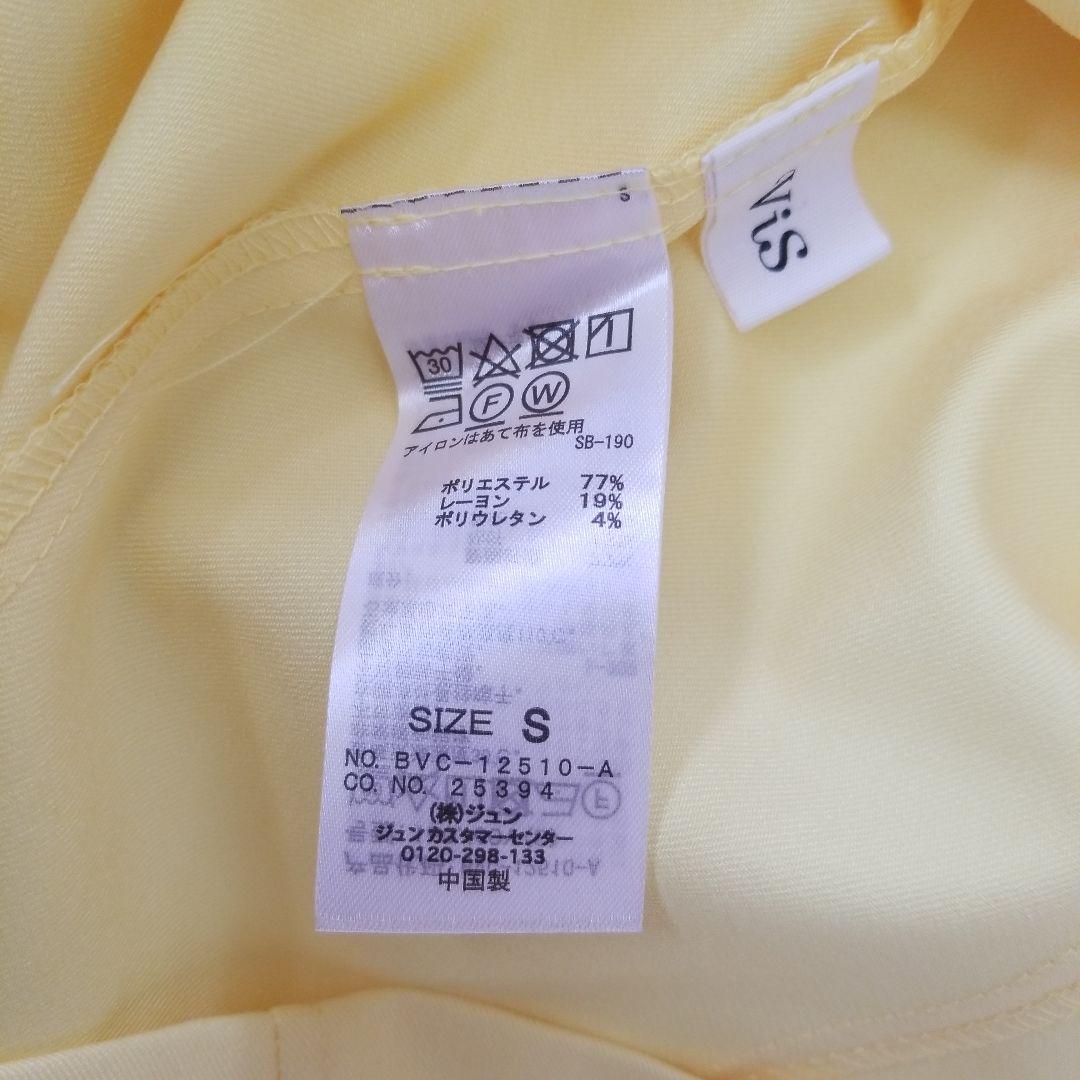 S
ViS
30
F W
アイロンはあて布を使用
SB-190
ポリエステル 77%
レーヨン 19%
ポリウレタン 4%
SIZE S
NO. BVC-12510-A
CO. NO. 25394
(株)ジュン
ジュンカスタマーセンター
0120-298-133
中国製